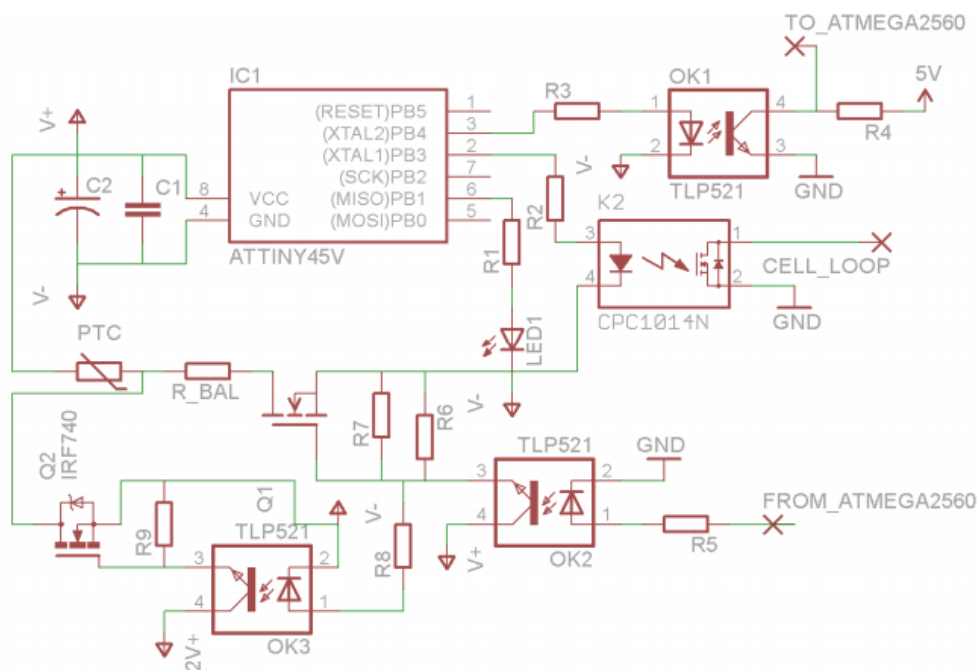 TO_ATMEGA2560
IC1
OK1
5V
R3
V+
(RESET)PB5
1
1
4
(XTAL2)PB4
3
R4
(XTAL1)PB3
2
2
3
C2
C1
(SCK)PB2
7
V-
TLP521
GND
8
VCC
(MISO)PB1
6
R2
K2
4
GND
(MOSI)PB0
5
3
1
ATTINY45V
R1
CELL_LOOP
V-
4
2
CPC1014N
GND
PTC
LED1
R_BAL
V-
R7
R6
TLP521
GND
Q2
IRF740
3
2
FROM_ATMEGA2560
Q1
V-
R9
TLP521
4
1
R5
V+
OK2
3
2
R8
4
1
2V+
OK3